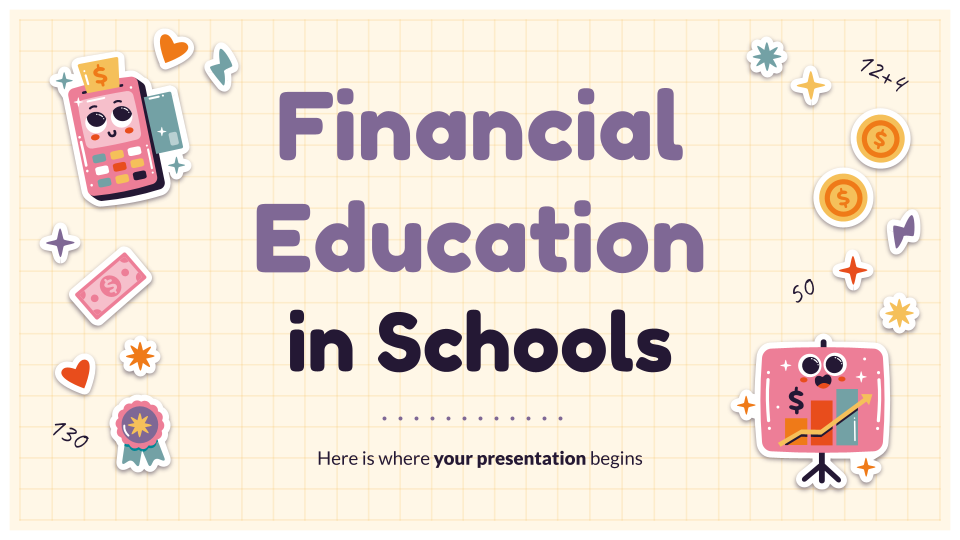 Financial
12+4
Education
50
in Schools
130
Here is where your presentation begins
$
$
$
$
$